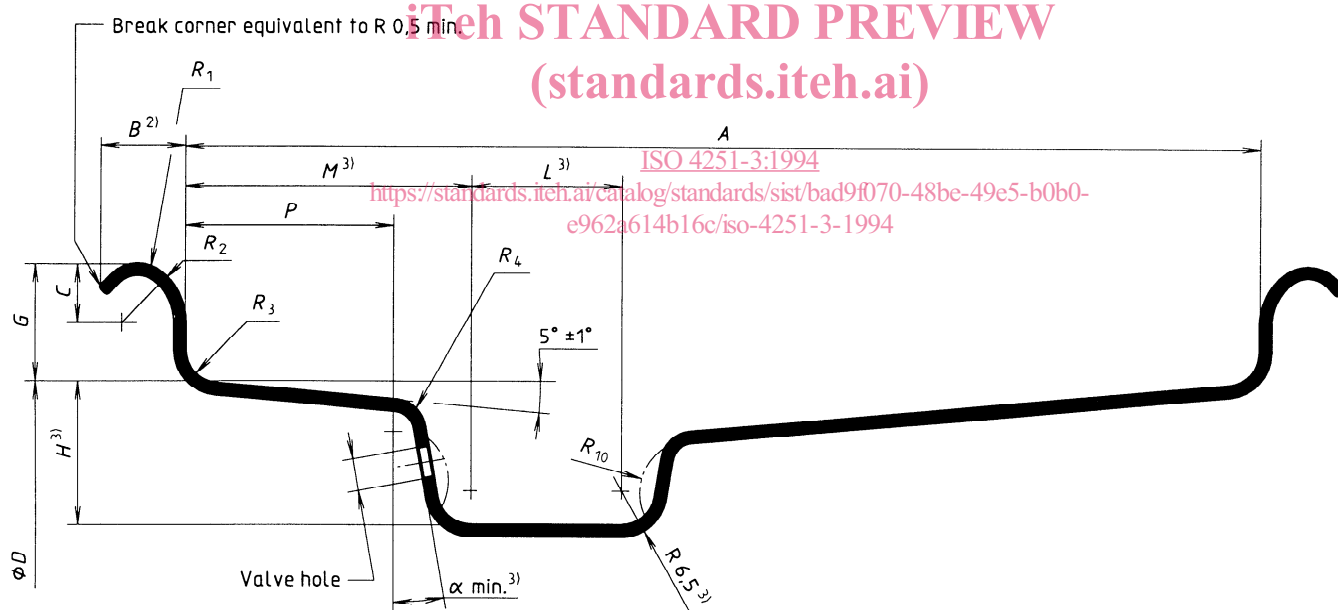 iTeh STANDARD PREVIEW
Break corner equivalent to R 0,5 min.
(standards.iteh.ai)
R1
B 2)
A
ISO 4251-3:1994
M 3)
L 3)
https://standards.iteh.ai/catalog/standards/sist/bad9f070-48be-49e5-b0b0-
e962a614b16c/iso-4251-3-1994
P
R2
R4
C
G
R3
5° ±1°
H 3)
R10
ΦD
Valve hole
α min. 3)
R 6,5 3)